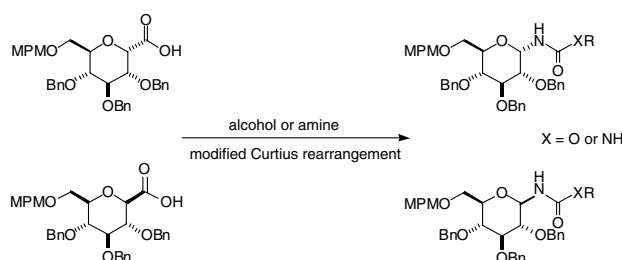 O
OH
O
MPMO
BnO
OBn
OBn
O
H
N
XR
O
MPMO
BnO
OBn
OBn
alcohol or amine
modified Curtius rearrangement
X = O or NH
O
OH
O
MPMO
BnO
OBn
OBn
O
H
N
XR
O
MPMO
BnO
OBn
OBn